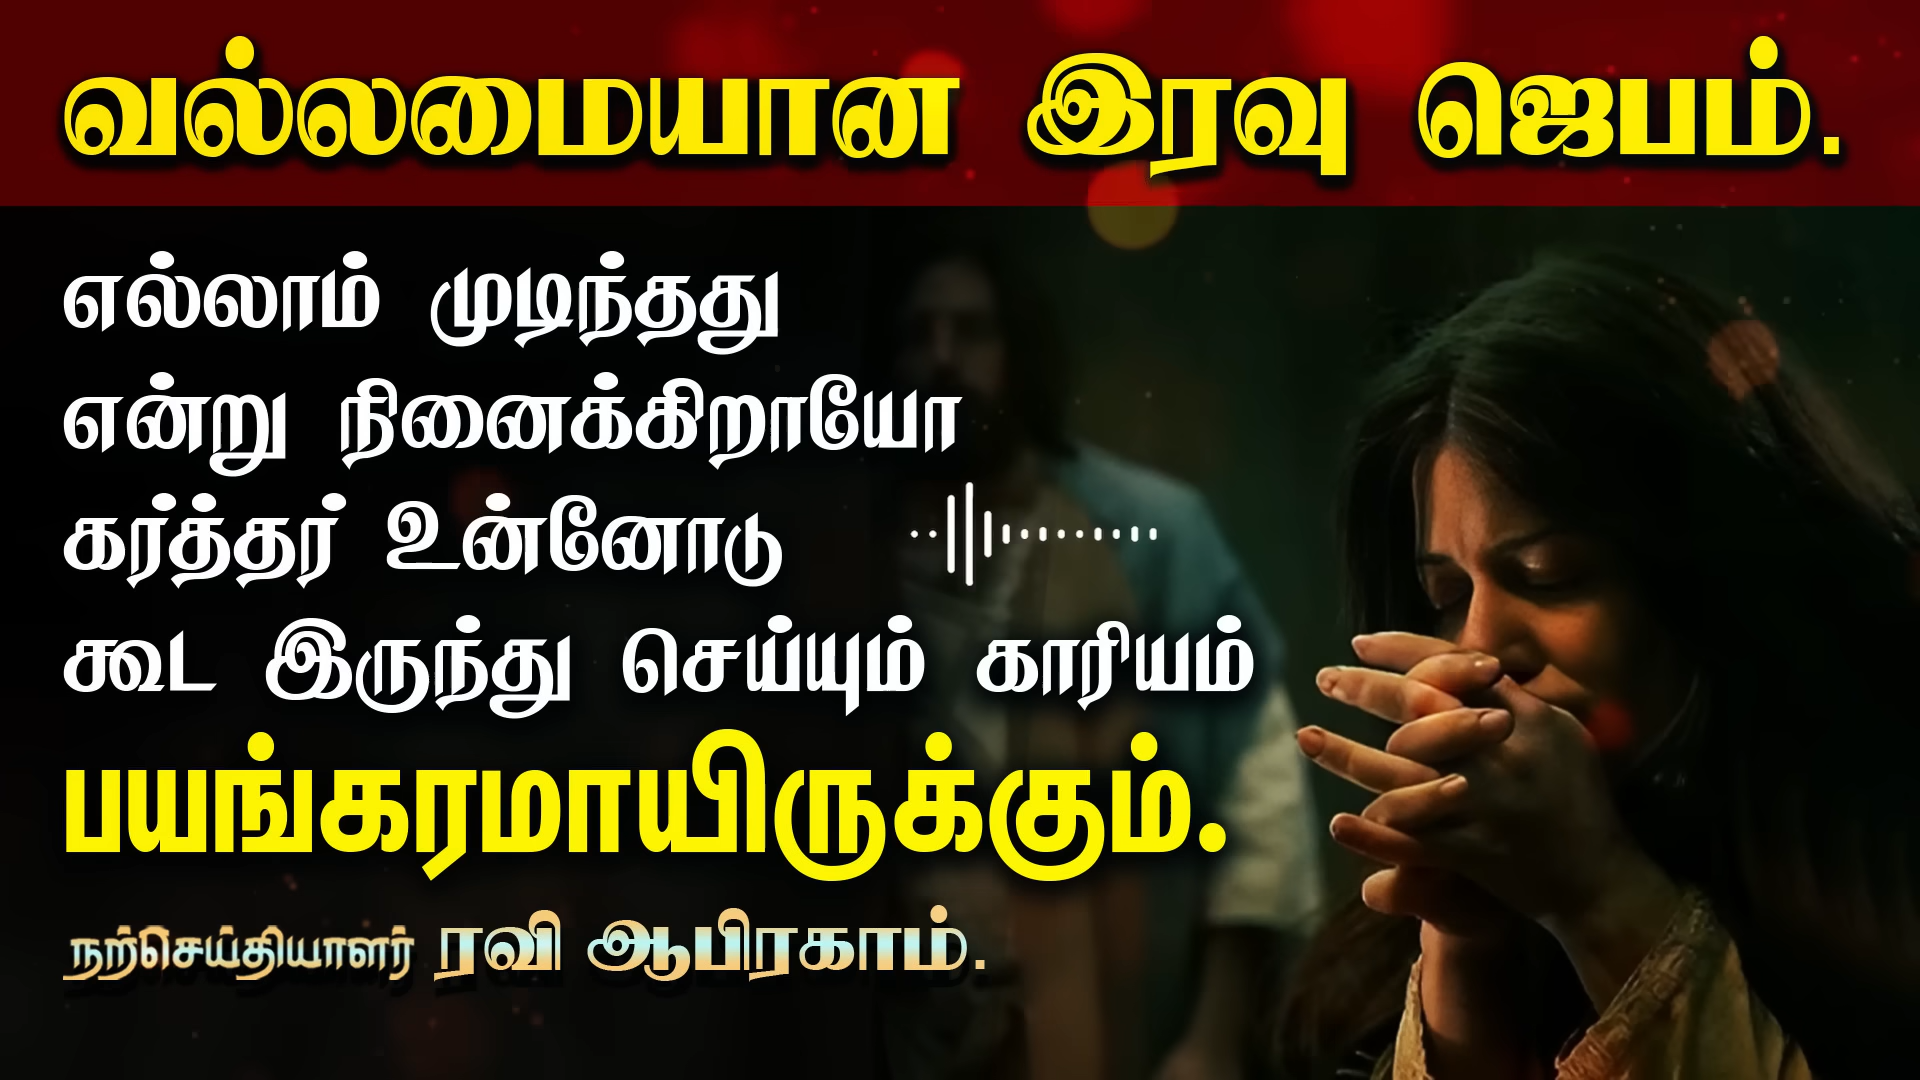 வல்லமையான இரவு ஜெபம்.
எல்லாம் முடிந்தது
என்று நினைக்கிறாயோ
கர்த்தர் உன்னோடு
கூட இருந்து செய்யும் காரியம்
பயங்கரமாயிருக்கும்.
நற்செய்தியாளர் ரவி ஆபிரகாம்.